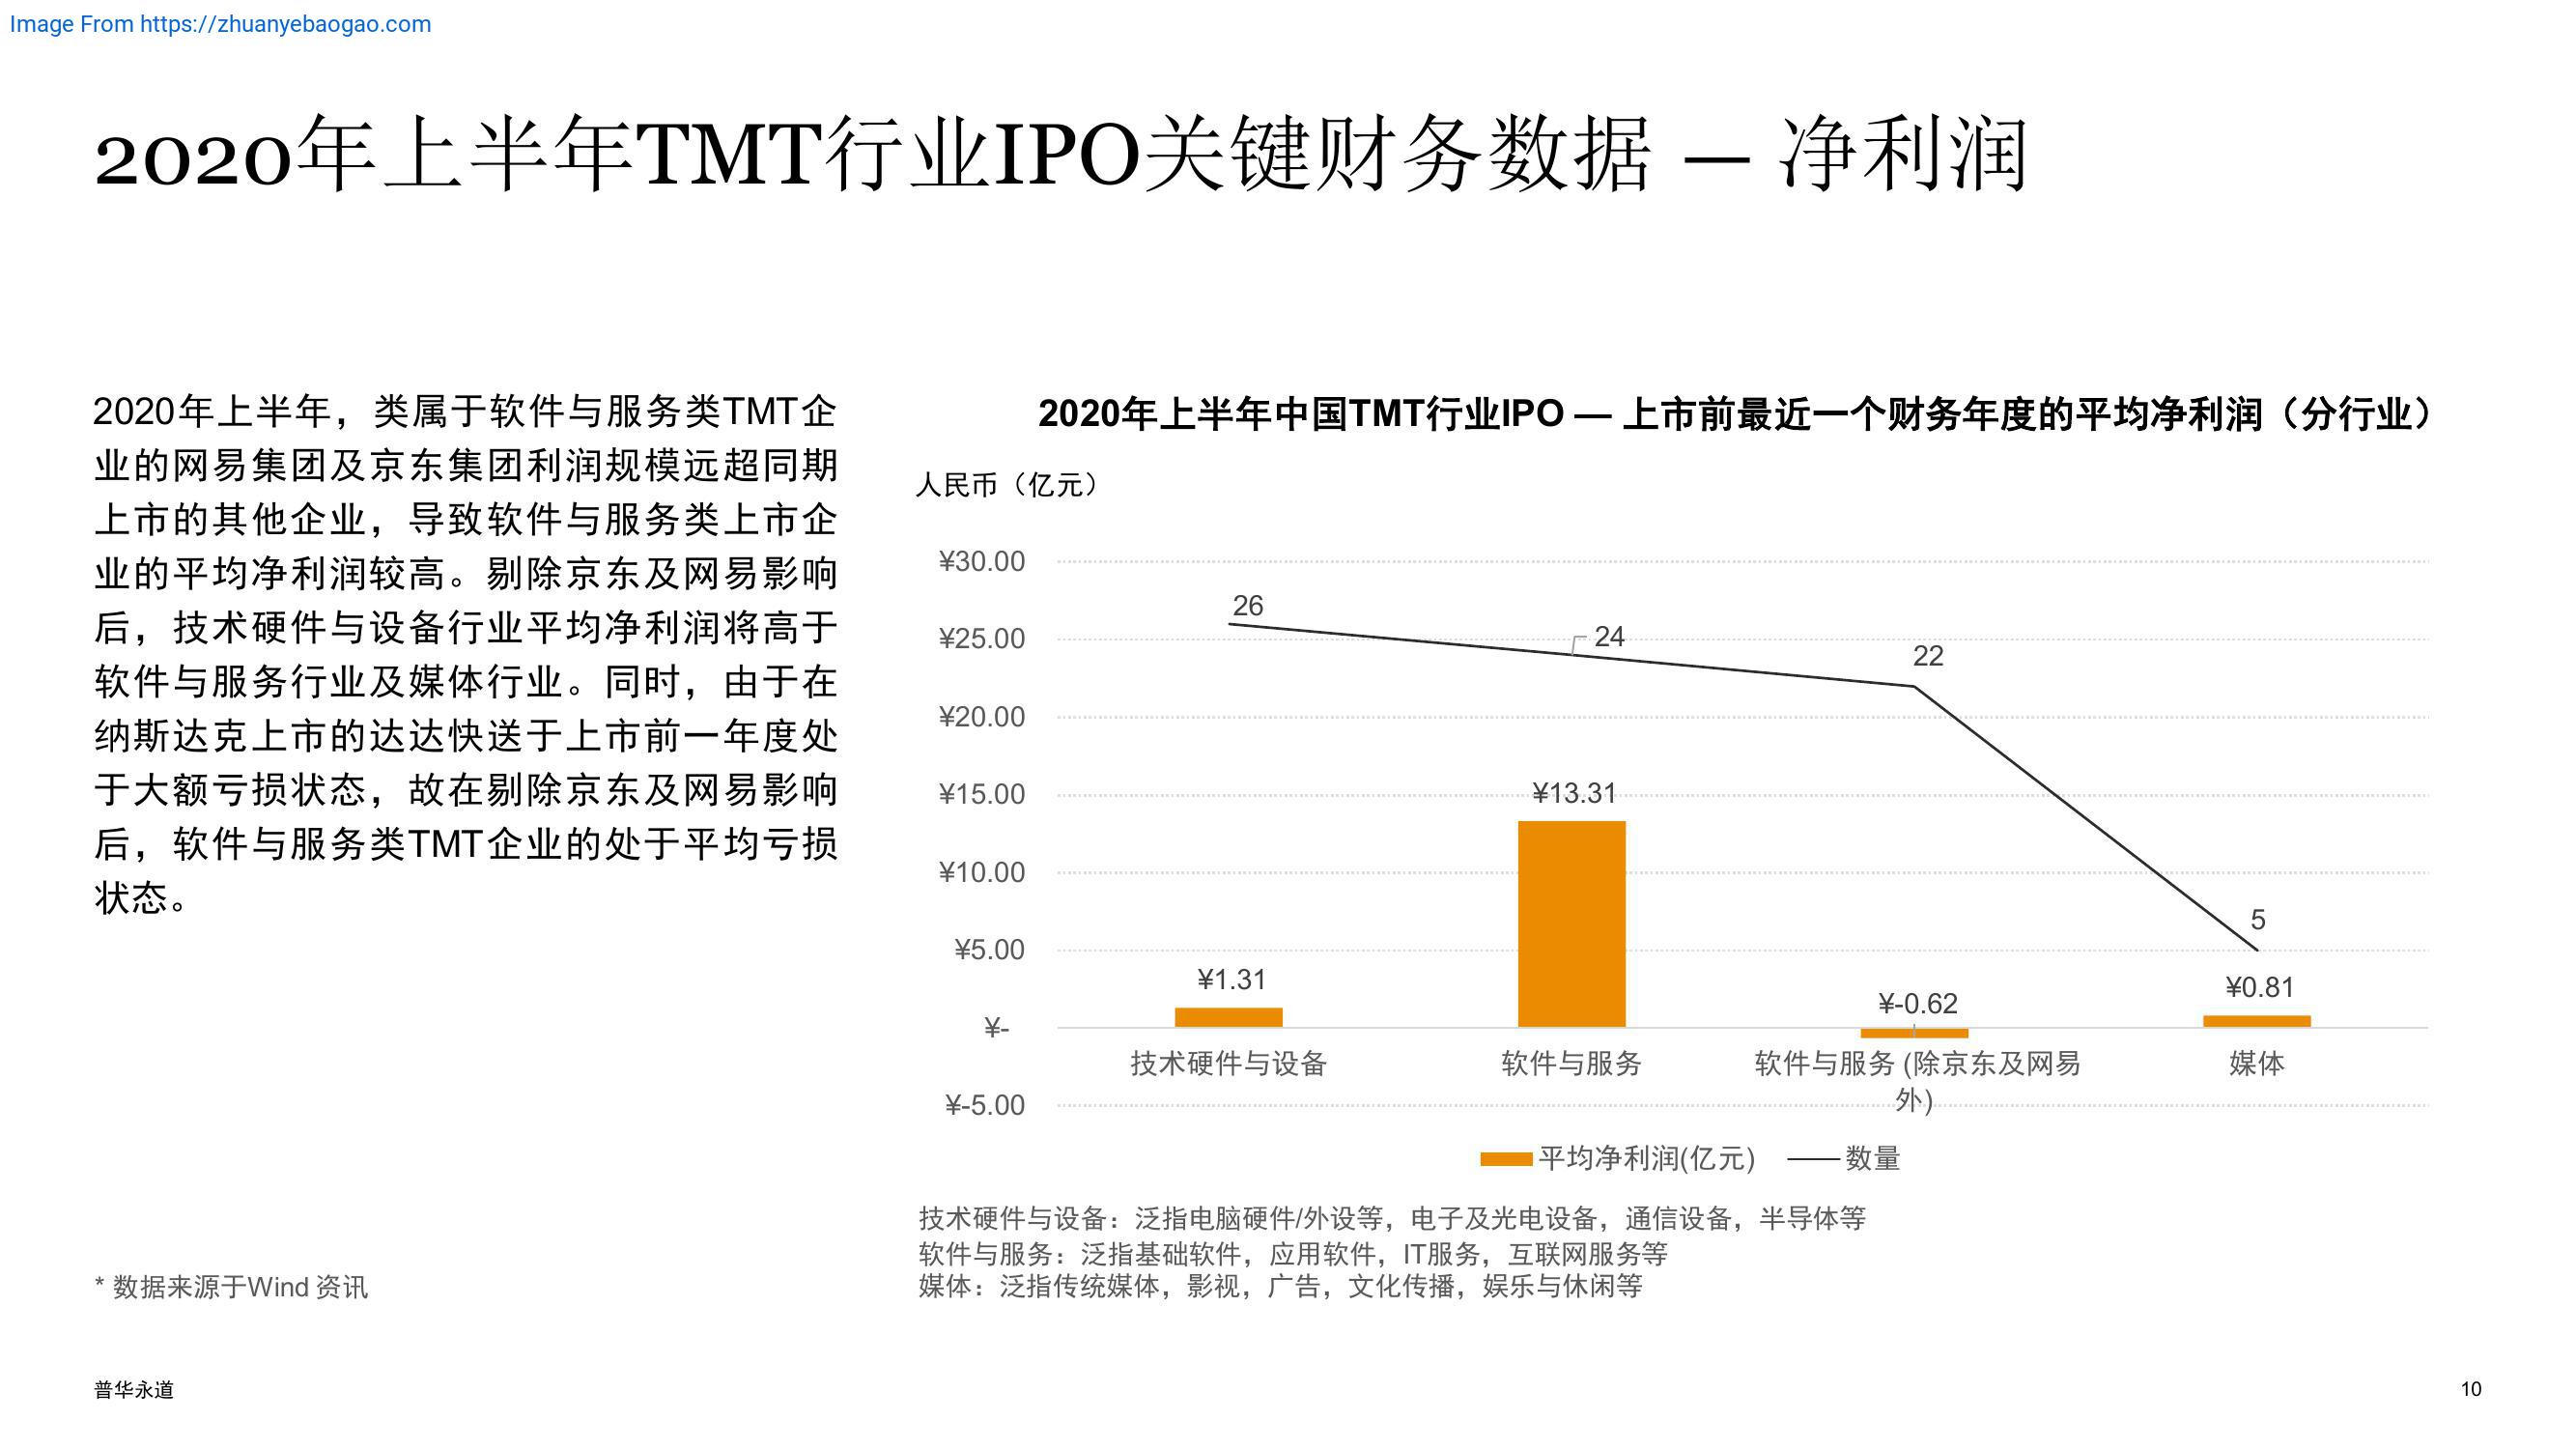 Image From https://zhuanyebaogao.com
2020年上半年TMT行业IPO关键财务数据 — 净利润
2020年上半年，类属于软件与服务类TMT企
业的网易集团及京东集团利润规模远超同期
上市的其他企业，导致软件与服务类上市企
业的平均净利润较高。剔除京东及网易影响
后，技术硬件与设备行业平均净利润将高于
软件与服务行业及媒体行业。同时，由于在
纳斯达克上市的达达快送于上市前一年度处
于大额亏损状态，故在剔除京东及网易影响
后，软件与服务类TMT企业的处于平均亏损
状态。
* 数据来源于Wind 资讯
2020年上半年中国TMT行业IPO — 上市前最近一个财务年度的平均净利润（分行业）
人民币（亿元）
¥30.00
¥25.00
¥20.00
¥15.00
¥10.00
¥5.00
¥-
¥-5.00
26
24
22
5
¥1.31
¥13.31
¥-0.62
¥0.81
技术硬件与设备
软件与服务
软件与服务 (除京东及网易
外)
媒体
平均净利润(亿元)
数量
技术硬件与设备：泛指电脑硬件/外设等，电子及光电设备，通信设备，半导体等
软件与服务：泛指基础软件，应用软件，IT服务，互联网服务等
媒体：泛指传统媒体，影视，广告，文化传播，娱乐与休闲等
普华永道
10